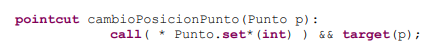 pointcut cambioPosicionPunto(Punto p):
call( * Punto.set*(int) ) && target(p);